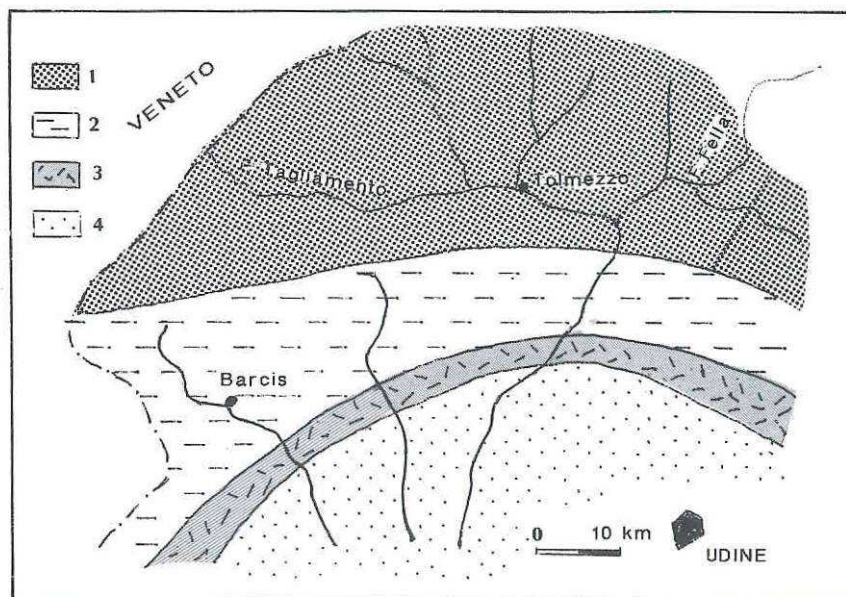 1
2
3
4
VENETO
F. Tagliamento
Tolmezzo
F. Fella
Barcis
0 10 km
UDINE